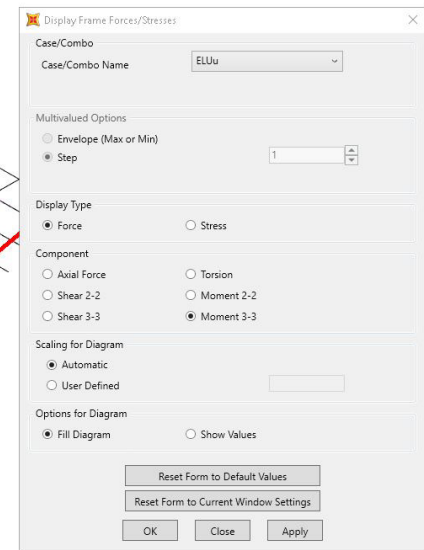 Display Frame Forces/Stresses
Case/Combo
Case/Combo Name ELUu
Multivalued Options
Envelope (Max or Min)
Step 1
Display Type
Force Stress
Component
Axial Force Torsion
Shear 2-2 Moment 2-2
Shear 3-3 Moment 3-3
Scaling for Diagram
Automatic
User Defined
Options for Diagram
Fill Diagram Show Values
Reset Form to Default Values
Reset Form to Current Window Settings
OK Close Apply